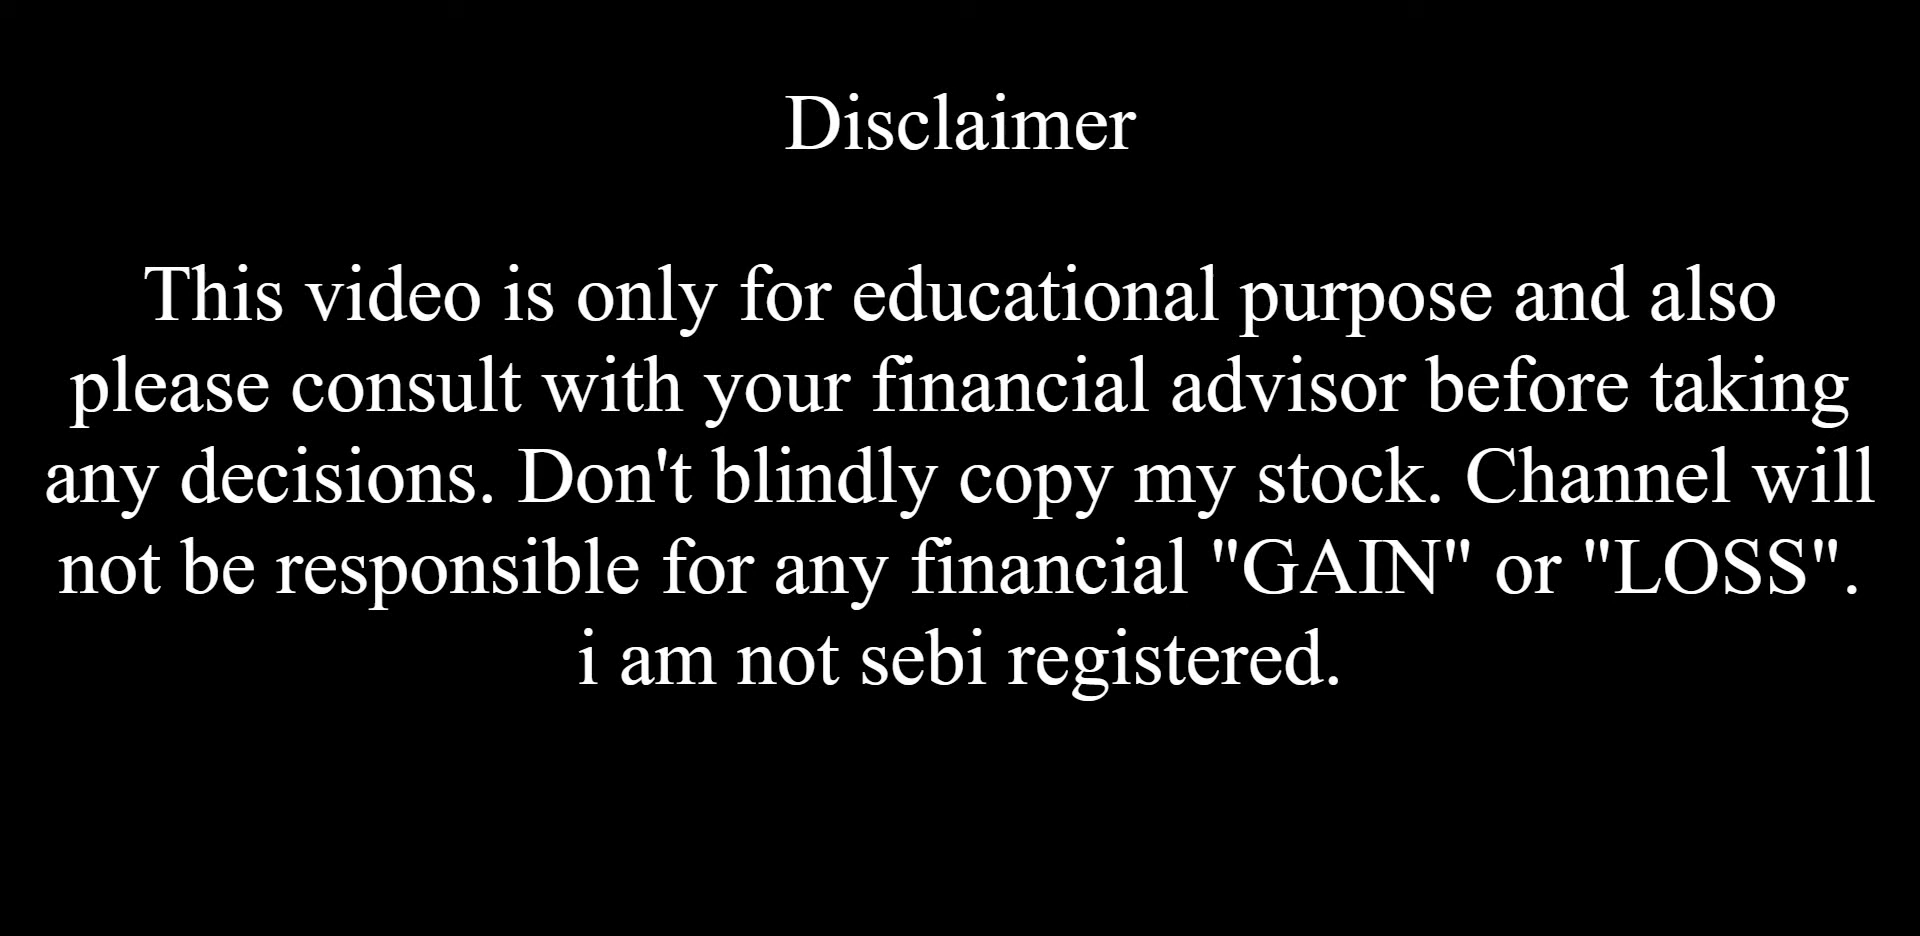 Disclaimer
This video is only for educational purpose and also
please consult with your financial advisor before taking
any decisions. Don't blindly copy my stock. Channel will
not be responsible for any financial "GAIN" or "LOSS".
i am not sebi registered.